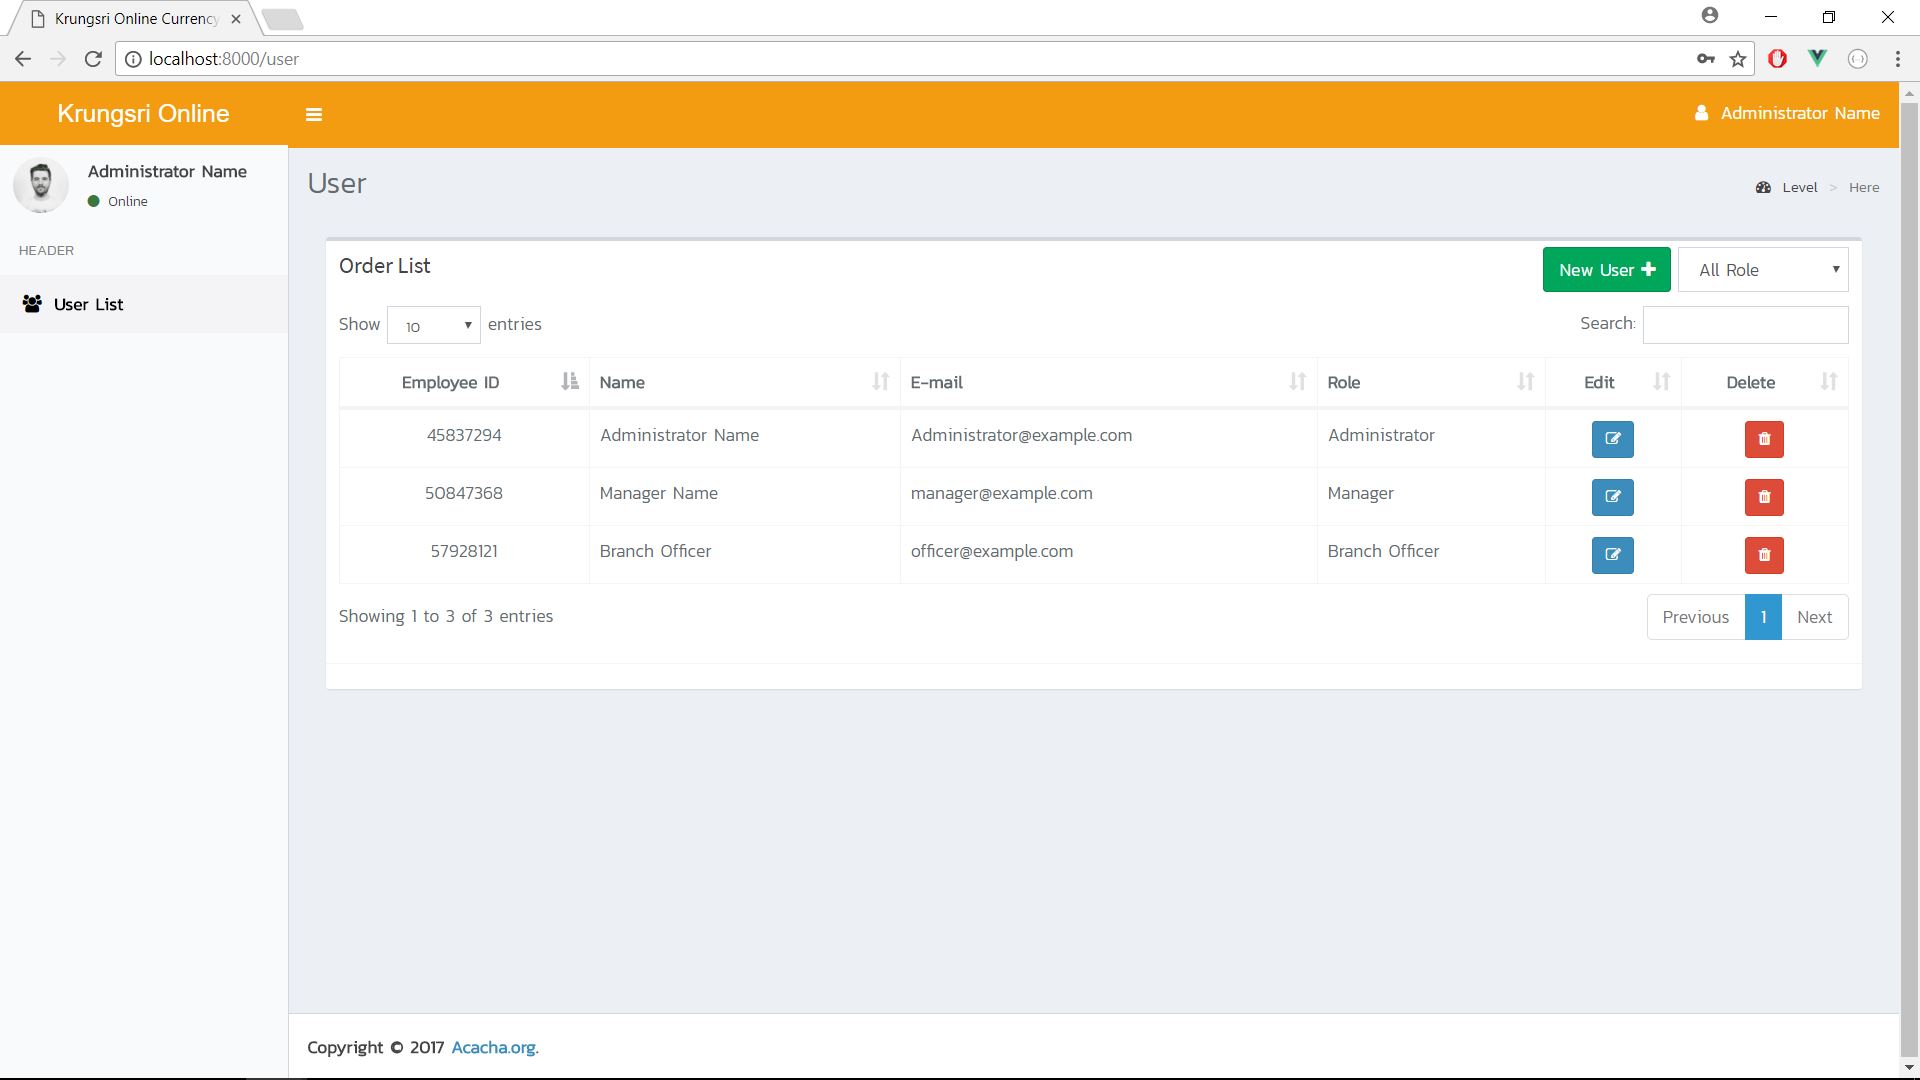 Krungsri Online Currency
localhost:8000/user
Krungsri Online
Administrator Name
Administrator Name
Online
User
Level > Here
HEADER
User List
Order List
New User
All Role
Show 10 entries
Search:
Employee ID Name E-mail Role Edit Delete
45837294 Administrator Name Administrator@example.com Administrator
50847368 Manager Name manager@example.com Manager
57928121 Branch Officer officer@example.com Branch Officer
Showing 1 to 3 of 3 entries
Previous 1 Next
Copyright © 2017 Acacha.org.